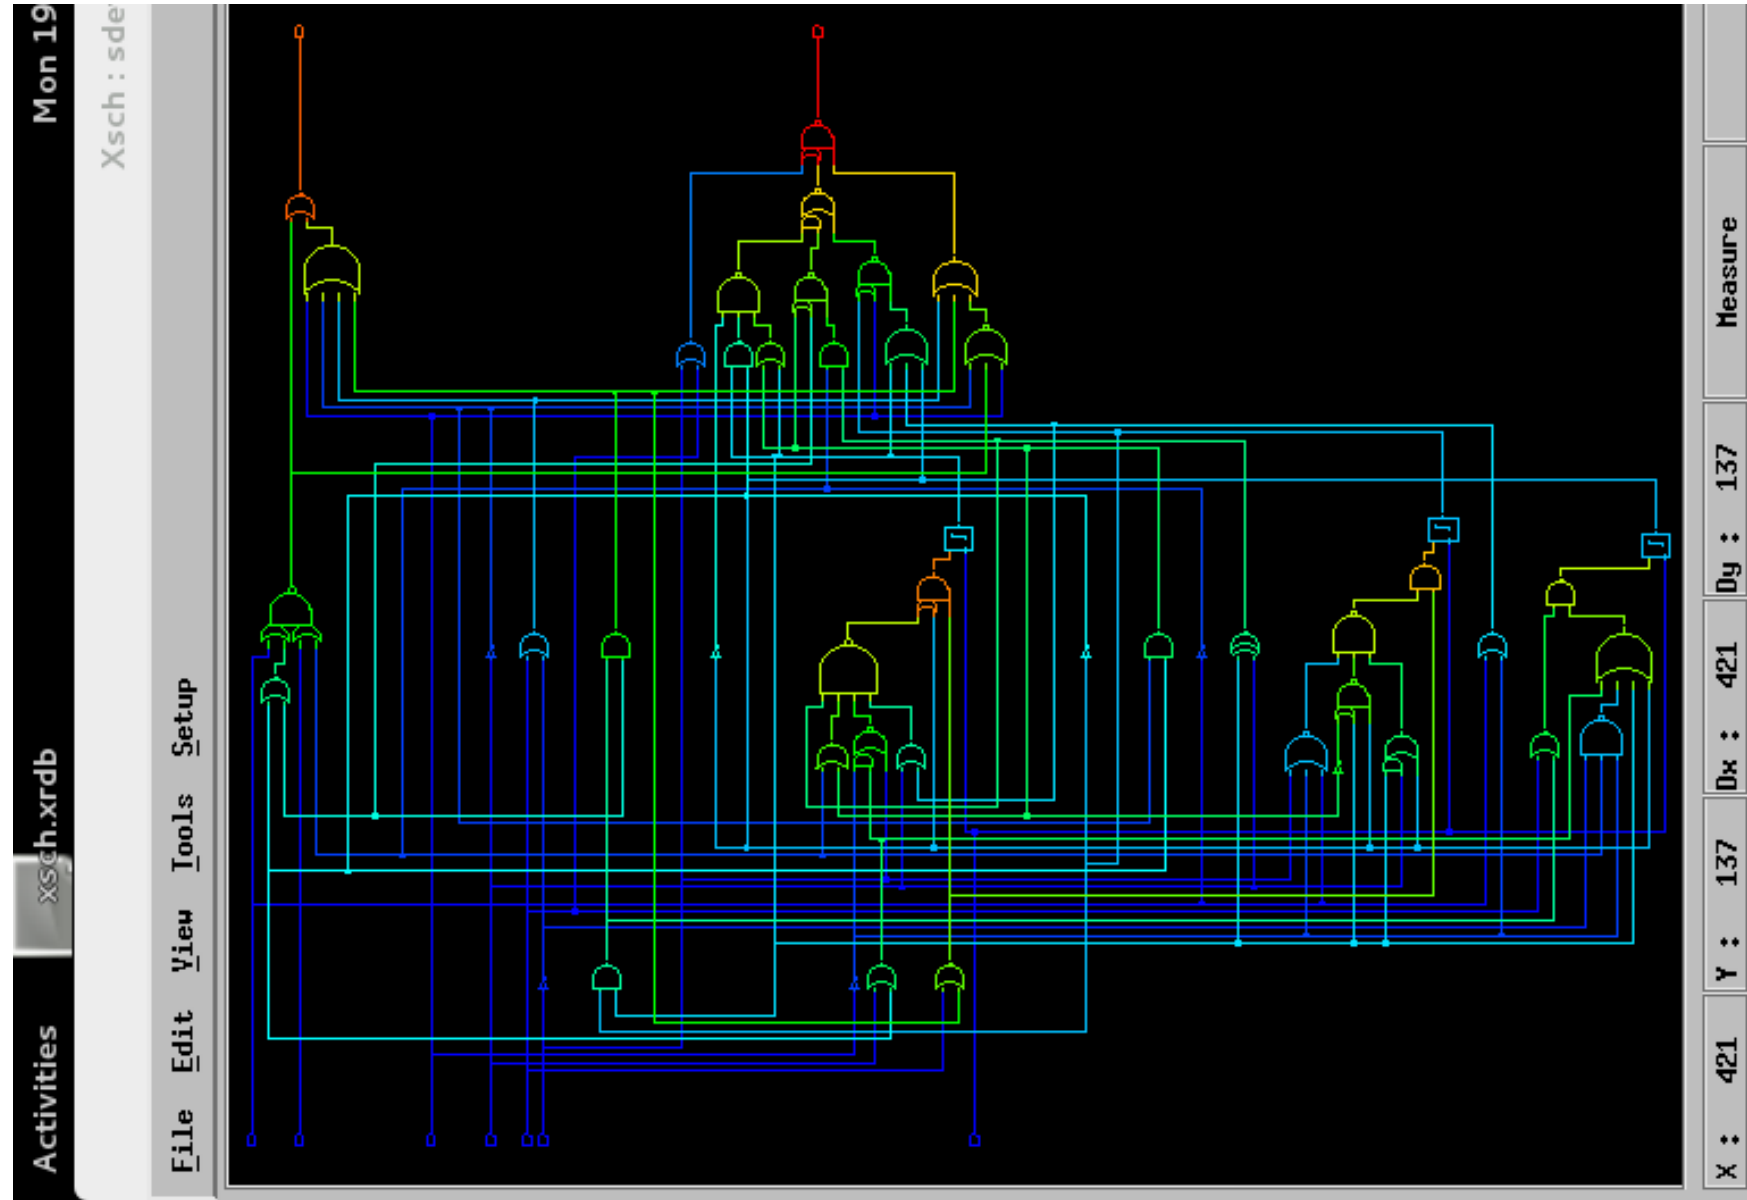 Activities
xsch.xrdb
Mon 19
Xsch : sde
File Edit View Tools Setup
X : 421 Y : 137 Dx : 421 Dy : 137 Measure